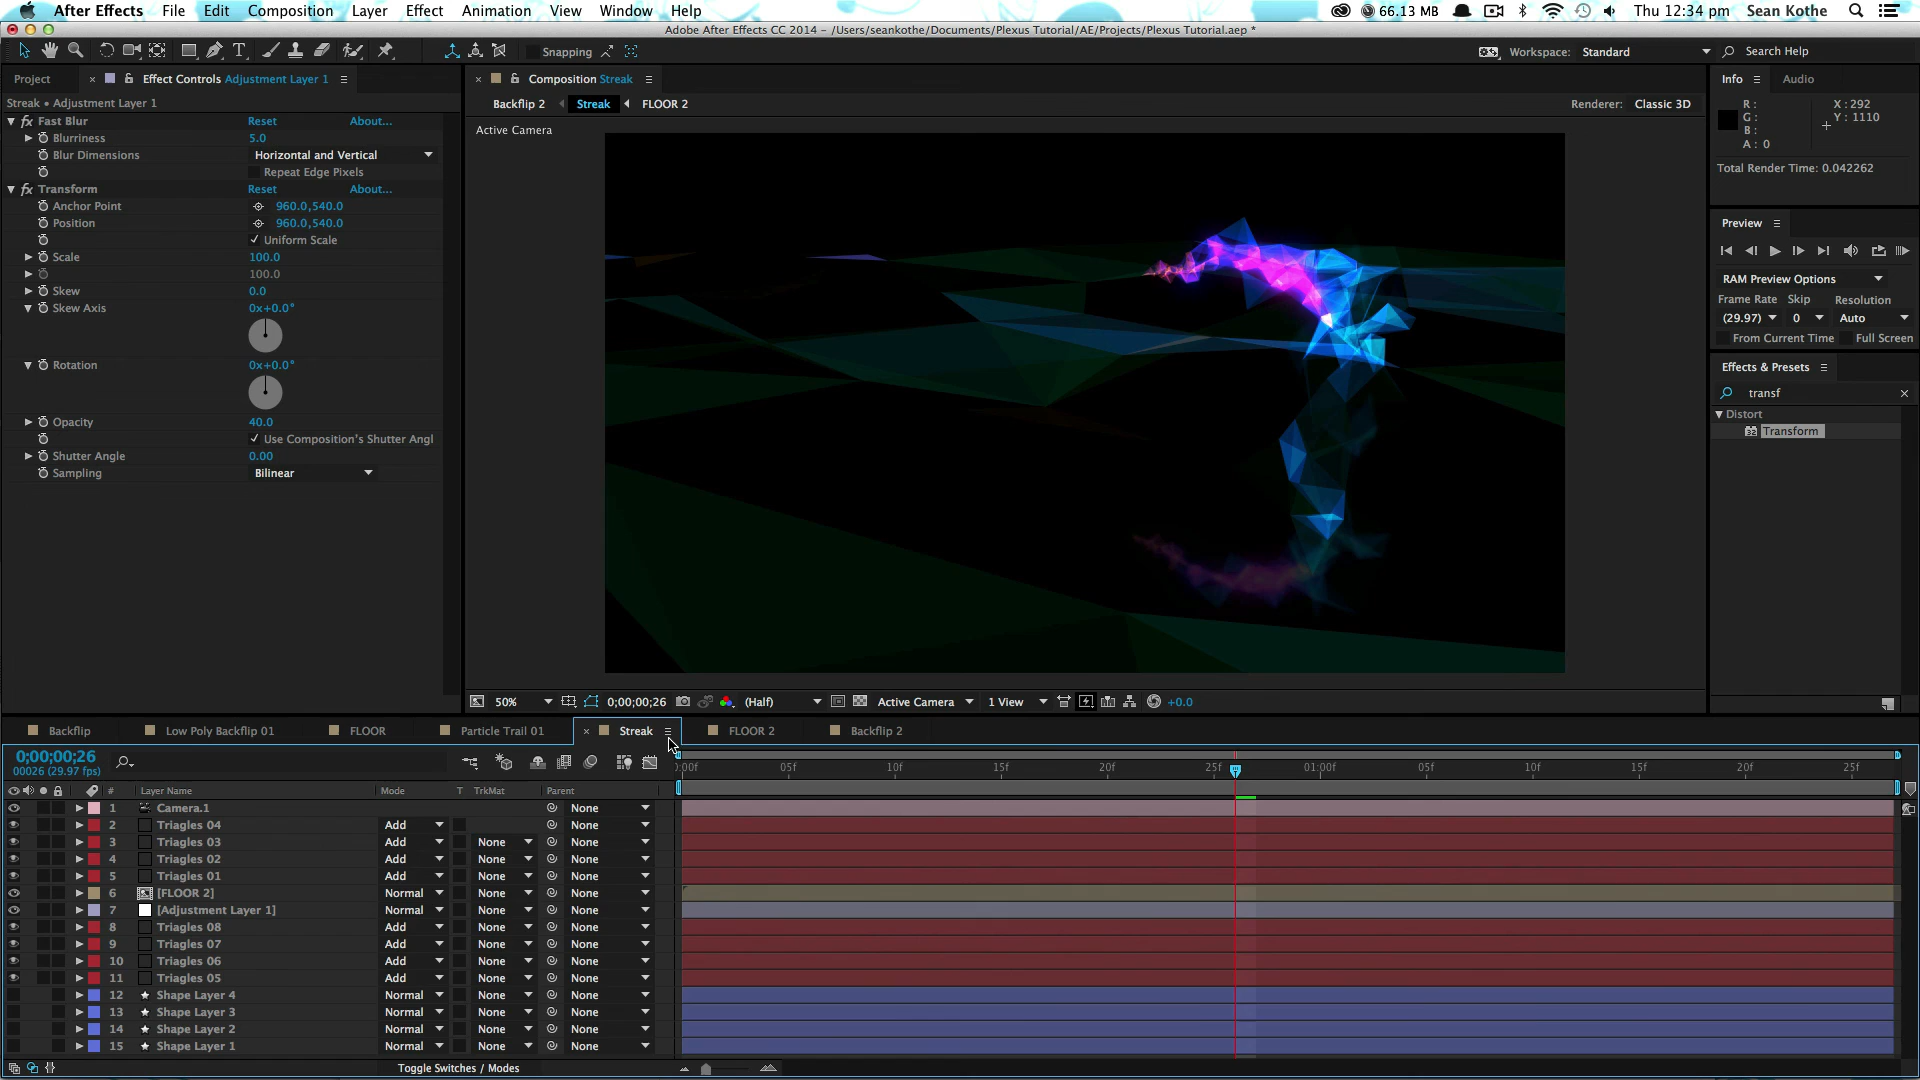 After Effects File Edit Composition Layer Effect Animation View Window Help 66.13 MB Thu 12:34 pm Sean Kothe
Adobe After Effects CC 2014 – /Users/seankothe/Documents/Plexus Tutorial/AE/Projects/Plexus Tutorial.aep *
T Snapping Workspace: Standard Search Help
Project × Effect Controls Adjustment Layer 1
Streak • Adjustment Layer 1
fx Fast Blur Reset About...
Blurriness 5.0
Blur Dimensions Horizontal and Vertical
Repeat Edge Pixels
fx Transform Reset About...
Anchor Point 960.0,540.0
Position 960.0,540.0
Uniform Scale
Scale 100.0
100.0
Skew 0.0
Skew Axis 0x+0.0°
Rotation 0x+0.0°
Opacity 40.0
Use Composition's Shutter Angl
Shutter Angle 0.00
Sampling Bilinear
× Composition Streak
Backflip 2 Streak FLOOR 2 Renderer: Classic 3D
Active Camera
50% 0;00;00;26 (Half) Active Camera 1 View +0.0
Info Audio
R: X: 292
G: Y: 1110
B:
A: 0
Total Render Time: 0.042262
Preview
RAM Preview Options
Frame Rate Skip Resolution
(29.97) 0 Auto
From Current Time Full Screen
Effects & Presets
transf ×
Distort
32 Transform
Backflip Low Poly Backflip 01 FLOOR Particle Trail 01 × Streak FLOOR 2 Backflip 2
0;00;00;26
00026 (29.97 fps)
:00f 05f 10f 15f 20f 25f 01:00f 05f 10f 15f 20f 25f
# Layer Name Mode T TrkMat Parent
1 Camera.1 None
2 Triagles 04 Add None
3 Triagles 03 Add None None
4 Triagles 02 Add None None
5 Triagles 01 Add None None
6 [FLOOR 2] Normal None None
7 [Adjustment Layer 1] Normal None None
8 Triagles 08 Add None None
9 Triagles 07 Add None None
10 Triagles 06 Add None None
11 Triagles 05 Add None None
12 Shape Layer 4 Normal None None
13 Shape Layer 3 Normal None None
14 Shape Layer 2 Normal None None
15 Shape Layer 1 Normal None None
Toggle Switches / Modes